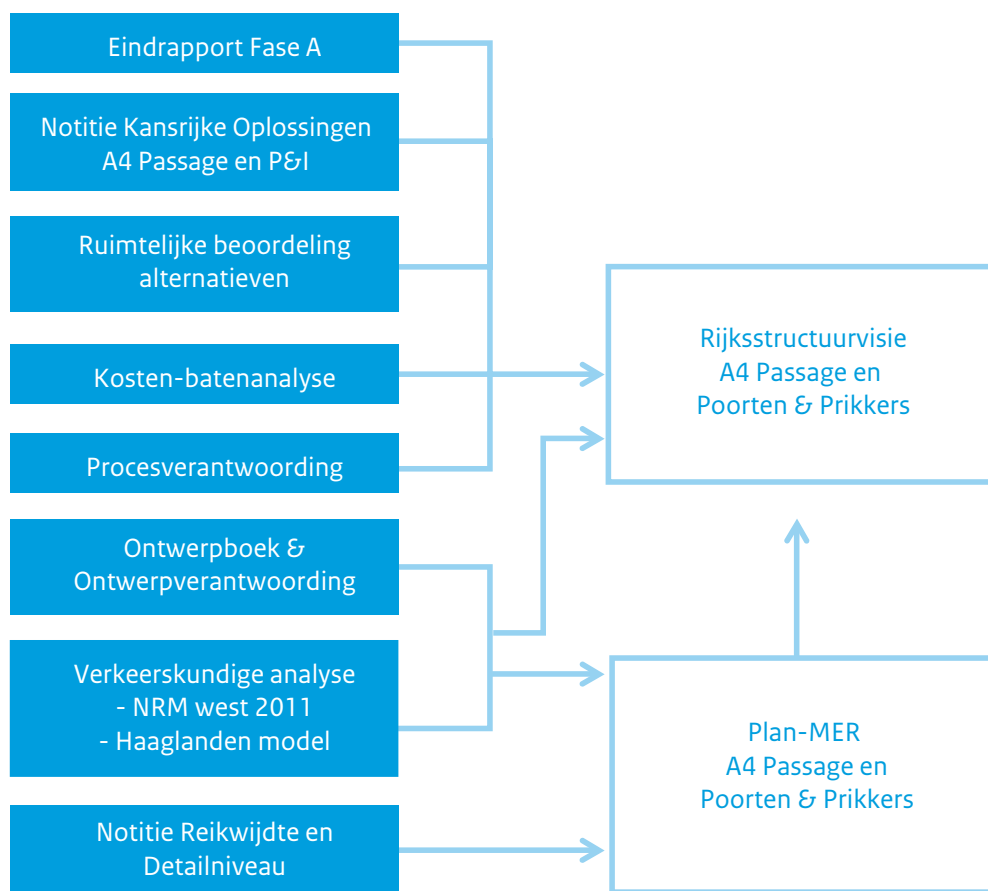 Eindrapport Fase A
Notitie Kansrijke Oplossingen
A4 Passage en P&I
Ruimtelijke beoordeling
alternatieven
Kosten-batenanalyse
Procesverantwoording
Ontwerpboek &
Ontwerpverantwoording
Verkeerskundige analyse
- NRM west 2011
- Haaglanden model
Notitie Reikwijdte en
Detailniveau
Rijksstructuurvisie
A4 Passage en
Poorten & Prikkers
Plan-MER
A4 Passage en
Poorten & Prikkers